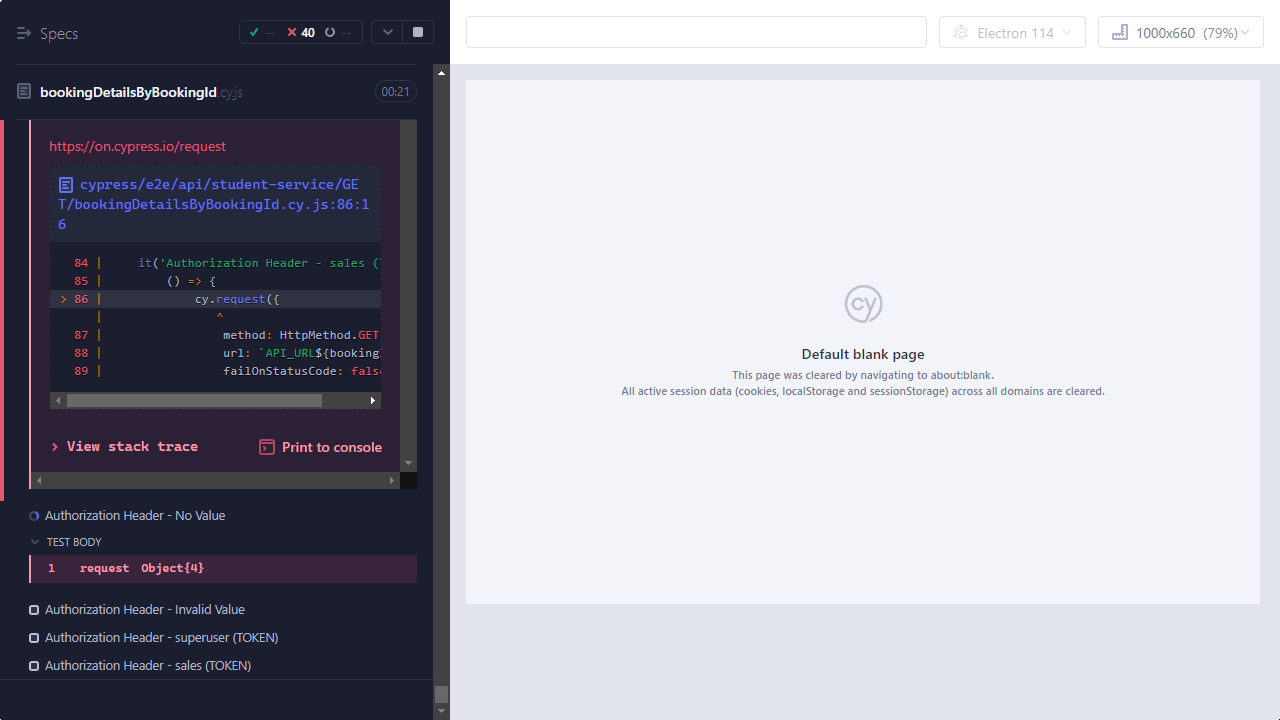 Specs
-- 40 --
Electron 114
1000x660 (79%)
bookingDetailsByBookingId.cy.js
00:21
https://on.cypress.io/request
cypress/e2e/api/student-service/GE
T/bookingDetailsByBookingId.cy.js:86:1
6
84 | it('Authorization Header - sales (
85 | () => {
> 86 | cy.request({
| ^
87 | method: HttpMethod.GET
88 | url: `API_URL${booking
89 | failOnStatusCode: false
> View stack trace
Print to console
Authorization Header - No Value
TEST BODY
1 request Object{4}
Authorization Header - Invalid Value
Authorization Header - superuser (TOKEN)
Authorization Header - sales (TOKEN)
cy
Default blank page
This page was cleared by navigating to about:blank.
All active session data (cookies, localStorage and sessionStorage) across all domains are cleared.